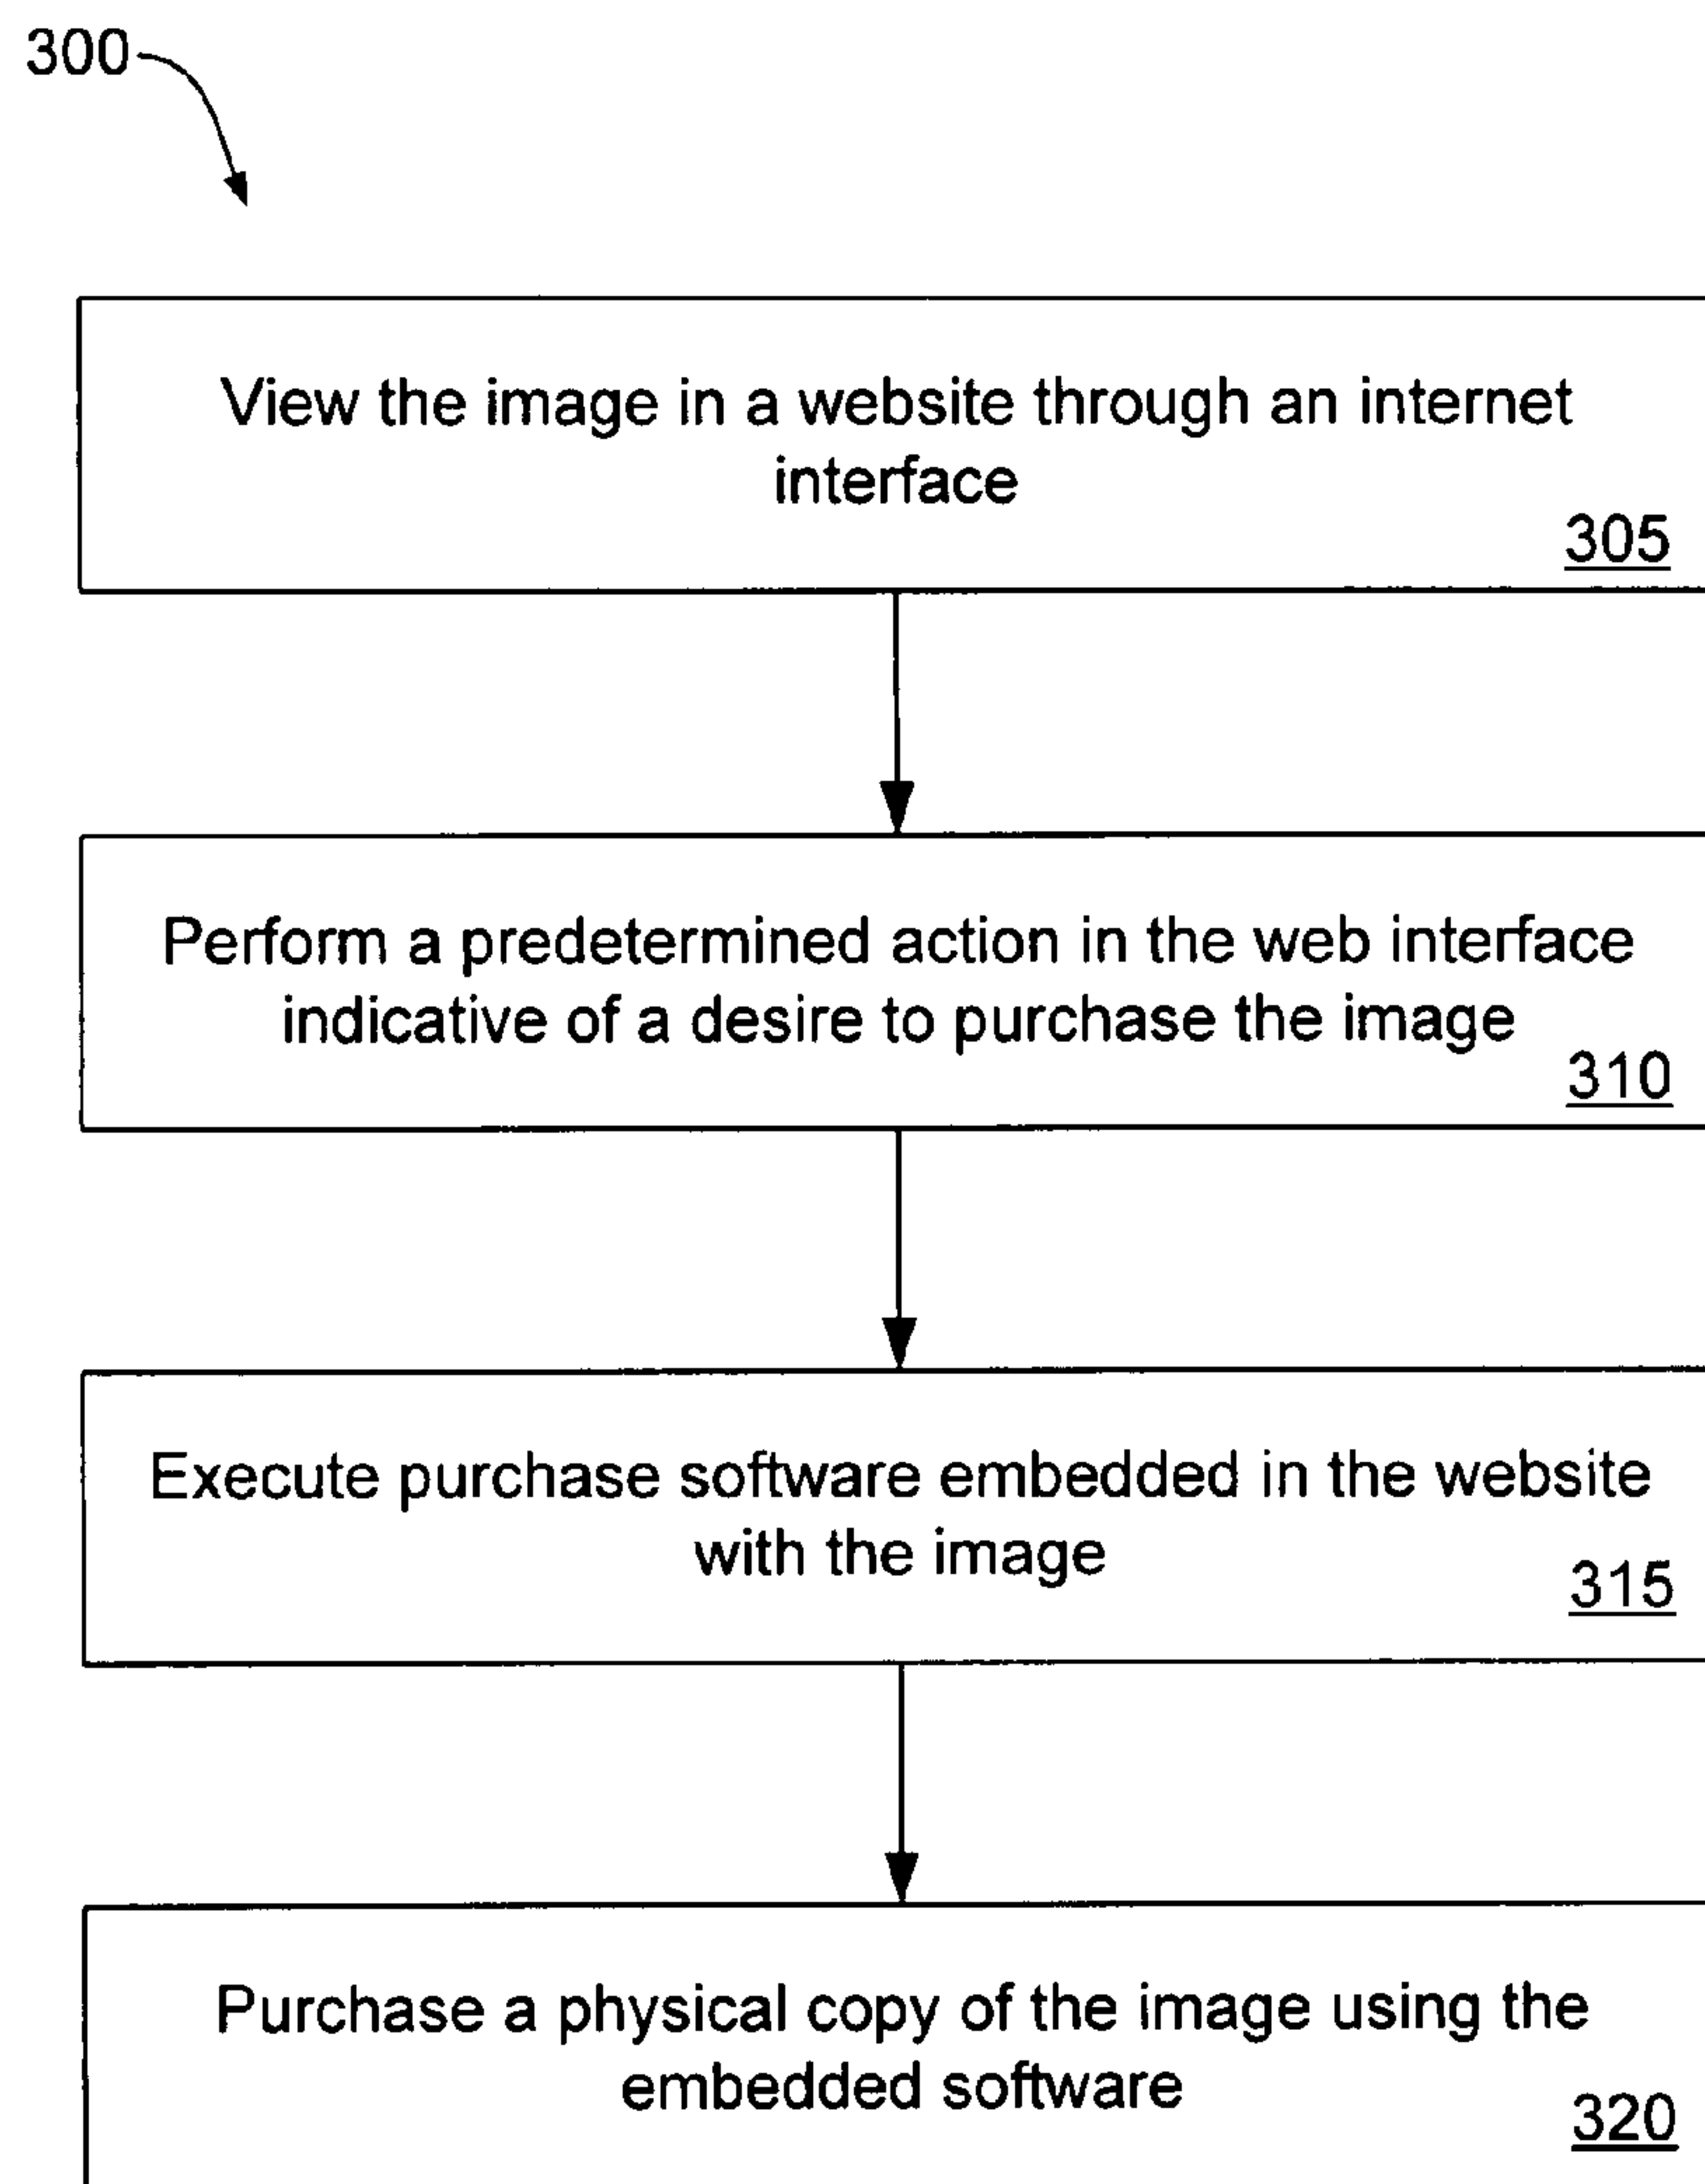 300
View the image in a website through an internet
interface
305
Perform a predetermined action in the web interface
indicative of a desire to purchase the image
310
Execute purchase software embedded in the website
with the image
315
Purchase a physical copy of the image using the
embedded software
320